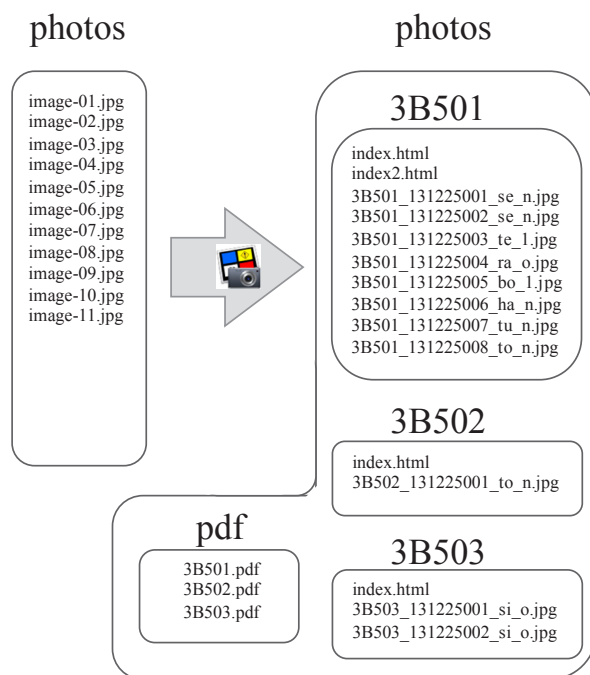 photos
image-01.jpg
image-02.jpg
image-03.jpg
image-04.jpg
image-05.jpg
image-06.jpg
image-07.jpg
image-08.jpg
image-09.jpg
image-10.jpg
image-11.jpg
photos
3B501
index.html
index2.html
3B501_131225001_se_n.jpg
3B501_131225002_se_n.jpg
3B501_131225003_te_1.jpg
3B501_131225004_ra_o.jpg
3B501_131225005_bo_1.jpg
3B501_131225006_ha_n.jpg
3B501_131225007_tu_n.jpg
3B501_131225008_to_n.jpg
3B502
index.html
3B502_131225001_to_n.jpg
pdf
3B501.pdf
3B502.pdf
3B503.pdf
3B503
index.html
3B503_131225001_si_o.jpg
3B503_131225002_si_o.jpg